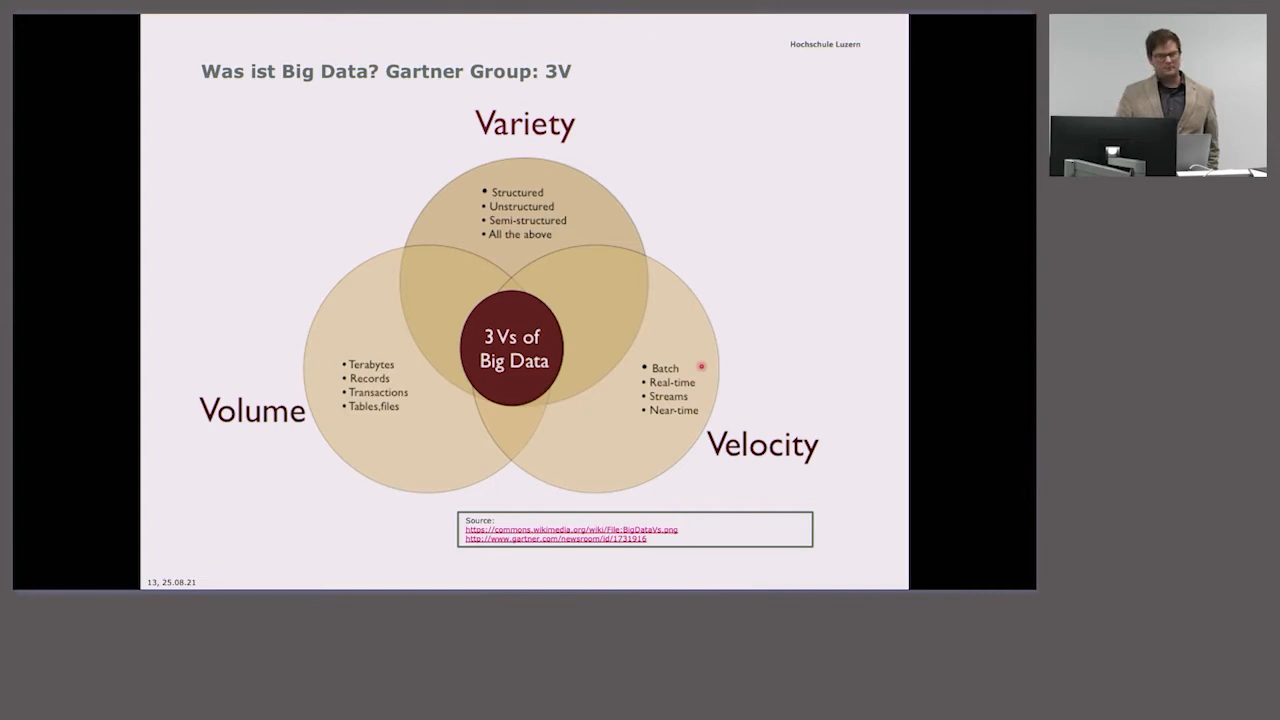 Hochschule Luzern
Was ist Big Data? Gartner Group: 3V
Variety
• Structured
• Unstructured
• Semi-structured
• All the above
3 Vs of
Big Data
• Terabytes
• Records
• Transactions
• Tables,files
Volume
• Batch
• Real-time
• Streams
• Near-time
Velocity
Source:
https://commons.wikimedia.org/wiki/File:BigDataVs.png
http://www.gartner.com/newsroom/id/1731916
13, 25.08.21